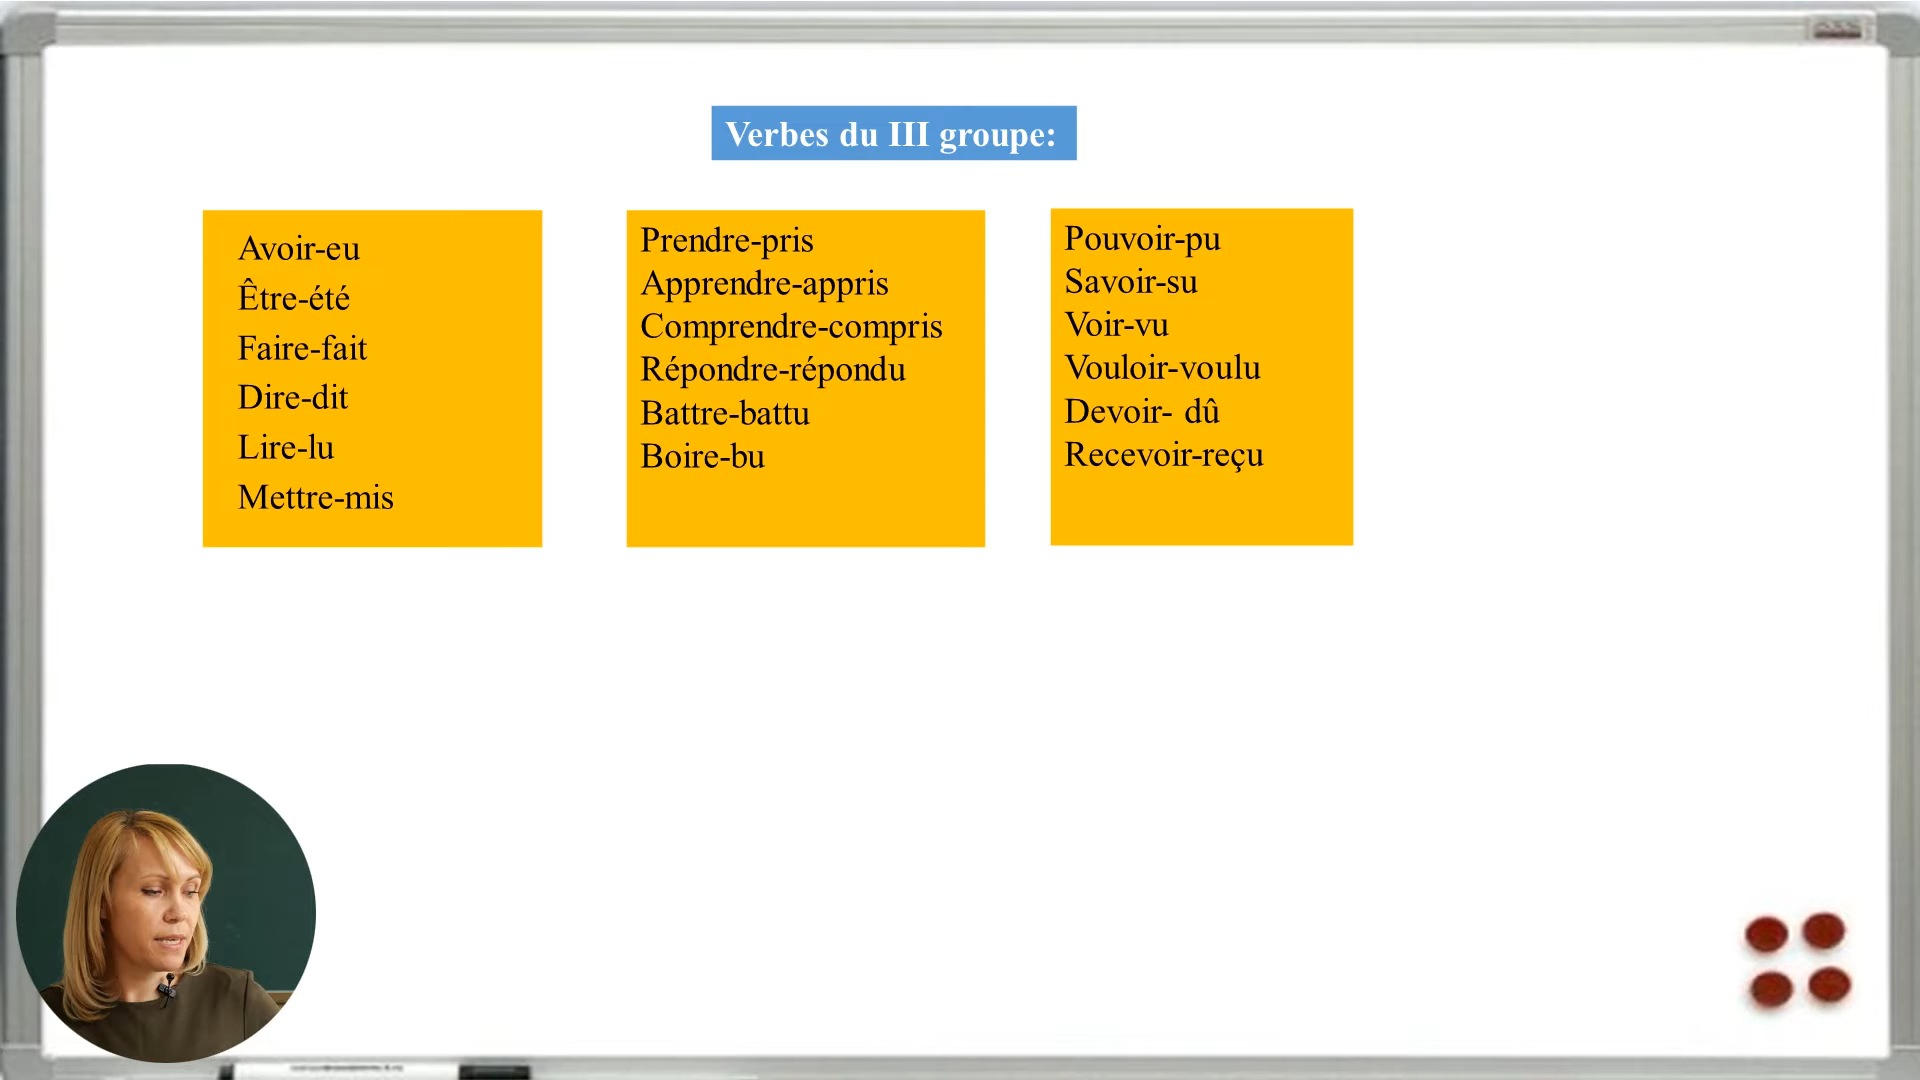 Verbes du III groupe:
Avoir-eu
Être-été
Faire-fait
Dire-dit
Lire-lu
Mettre-mis
Prendre-pris
Apprendre-appris
Comprendre-compris
Répondre-répondu
Battre-battu
Boire-bu
Pouvoir-pu
Savoir-su
Voir-vu
Vouloir-voulu
Devoir- dû
Recevoir-reçu